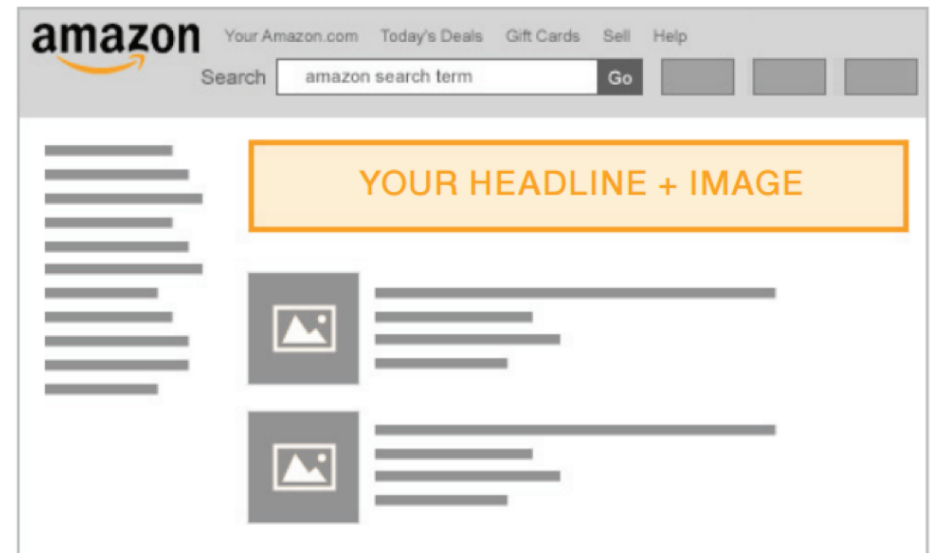 amazon
Your Amazon.com Today's Deals Gift Cards Sell Help
Search amazon search term Go
YOUR HEADLINE + IMAGE